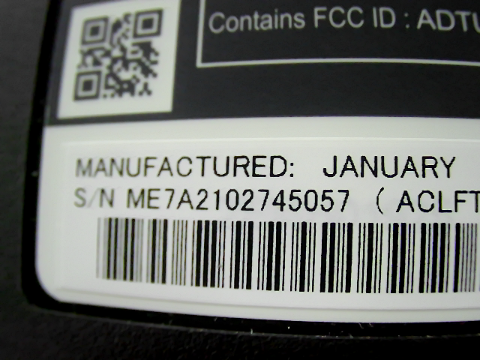 Contains FCC ID : ADTU
MANUFACTURED: JANUARY
S/N ME7A2102745057 ( ACLFT